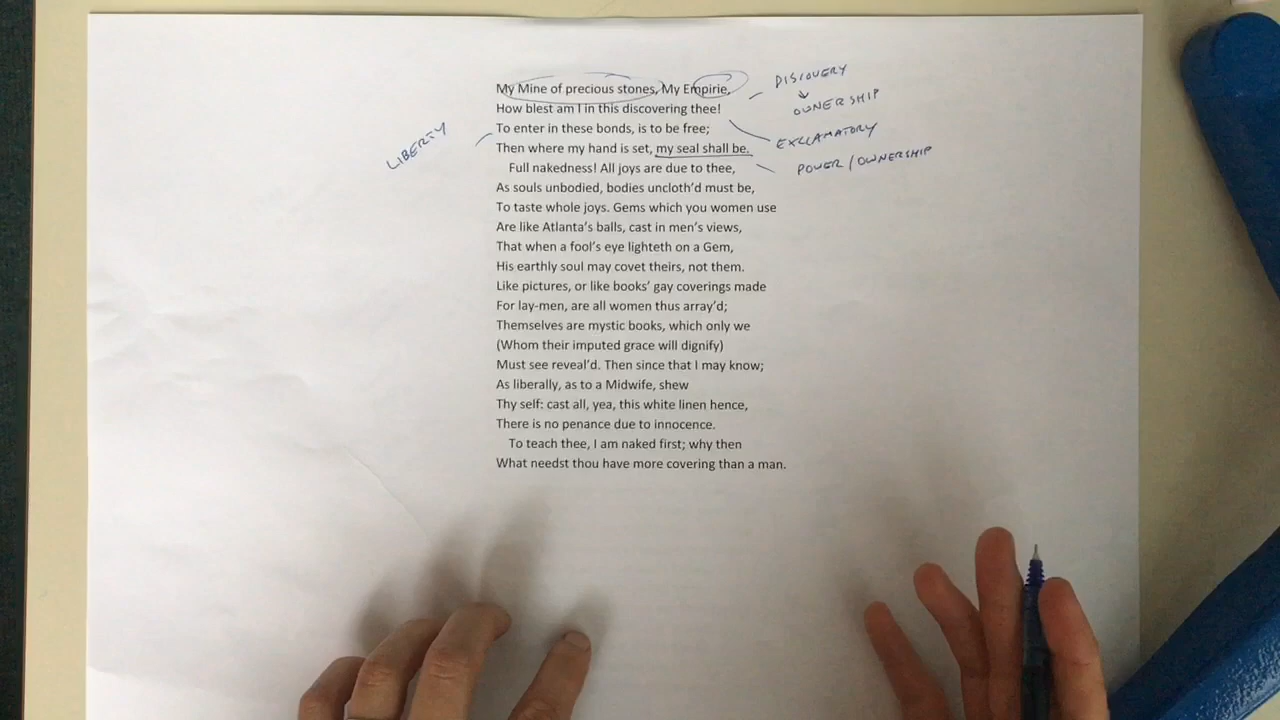 My Mine of precious stones, My Empirie,
How blest am I in this discovering thee!
To enter in these bonds, is to be free;
Then where my hand is set, my seal shall be.
Full nakedness! All joys are due to thee,
As souls unbodied, bodies uncloth'd must be,
To taste whole joys. Gems which you women use
Are like Atlanta's balls, cast in men's views,
That when a fool's eye lighteth on a Gem,
His earthly soul may covet theirs, not them.
Like pictures, or like books' gay coverings made
For lay-men, are all women thus array'd;
Themselves are mystic books, which only we
(Whom their imputed grace will dignify)
Must see reveal'd. Then since that I may know;
As liberally, as to a Midwife, shew
Thy self: cast all, yea, this white linen hence,
There is no penance due to innocence.
To teach thee, I am naked first; why then
What needst thou have more covering than a man.
LIBERTY
DISCOVERY
OWNERSHIP
EXCLAMATORY
POWER / OWNERSHIP